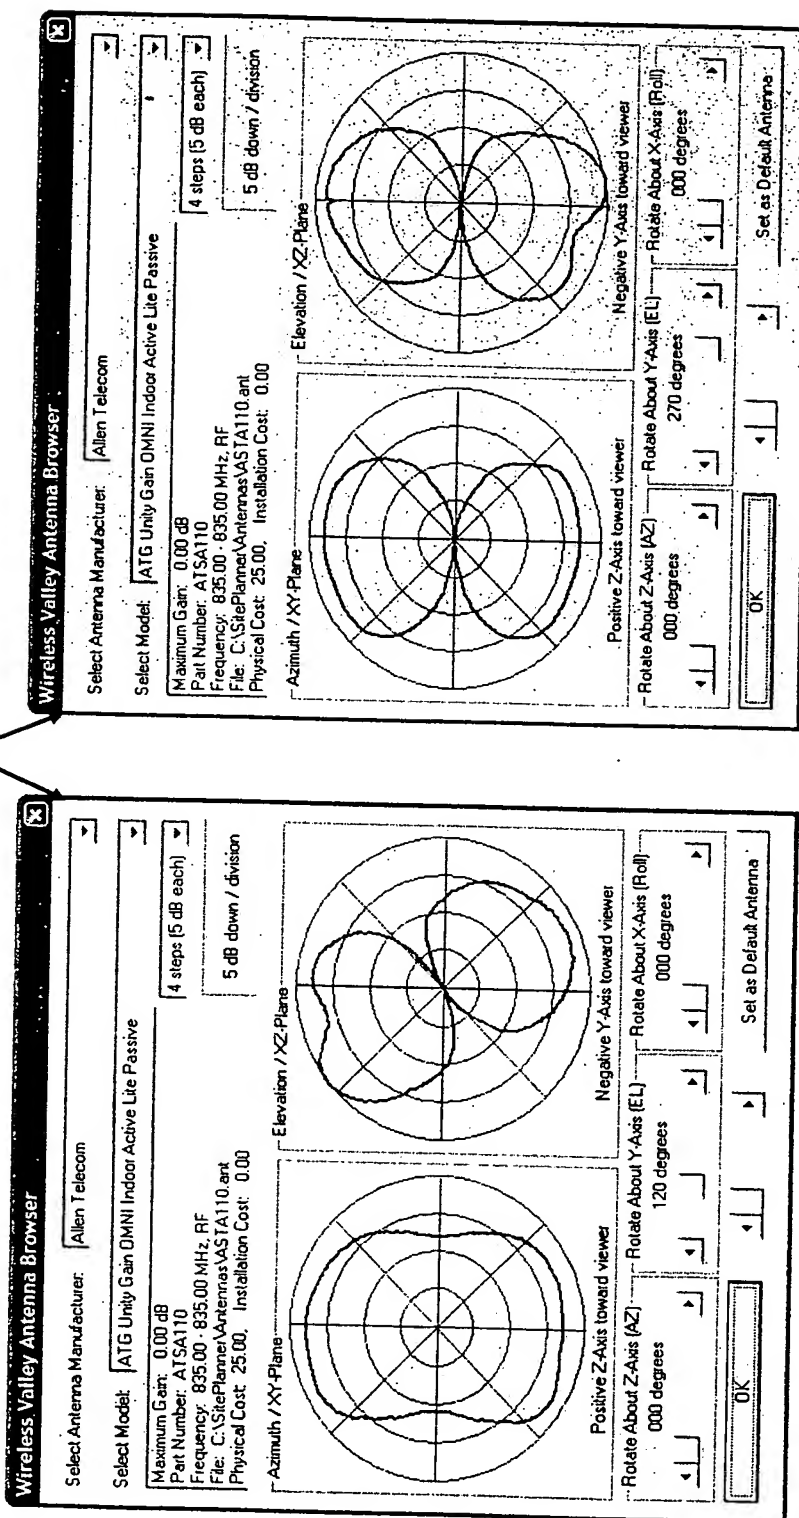 Wireless Valley Antenna Browser
Select Antenna Manufacturer: Allen Telecom
Select Model: ATG Unity Gain OMNI Indoor Active Lite Passive
Maximum Gain: 0.00 dB
Part Number: ATSA110
Frequency: 835.00 - 835.00 MHz, RF
File: C:\SitePlanner\Antennas\ASTA110.ant
Physical Cost: 25.00, Installation Cost: 0.00
4 steps (5 dB each)
5 dB down / division
Azimuth / XY-Plane
Positive Z-Axis toward viewer
Elevation / XZ-Plane
Negative Y-Axis toward viewer
Rotate About Z-Axis (AZ)
000 degrees
Rotate About Y-Axis (EL)
120 degrees
Rotate About X-Axis (Roll)
000 degrees
OK
Set as Default Antenna
Wireless Valley Antenna Browser
Select Antenna Manufacturer: Allen Telecom
Select Model: ATG Unity Gain OMNI Indoor Active Lite Passive
Maximum Gain: 0.00 dB
Part Number: ATSA110
Frequency: 835.00 - 835.00 MHz, RF
File: C:\SitePlanner\Antennas\ASTA110.ant
Physical Cost: 25.00, Installation Cost: 0.00
4 steps (5 dB each)
5 dB down / division
Azimuth / XY-Plane
Positive Z-Axis toward viewer
Elevation / XZ-Plane
Negative Y-Axis toward viewer
Rotate About Z-Axis (AZ)
000 degrees
Rotate About Y-Axis (EL)
270 degrees
Rotate About X-Axis (Roll)
000 degrees
OK
Set as Default Antenna